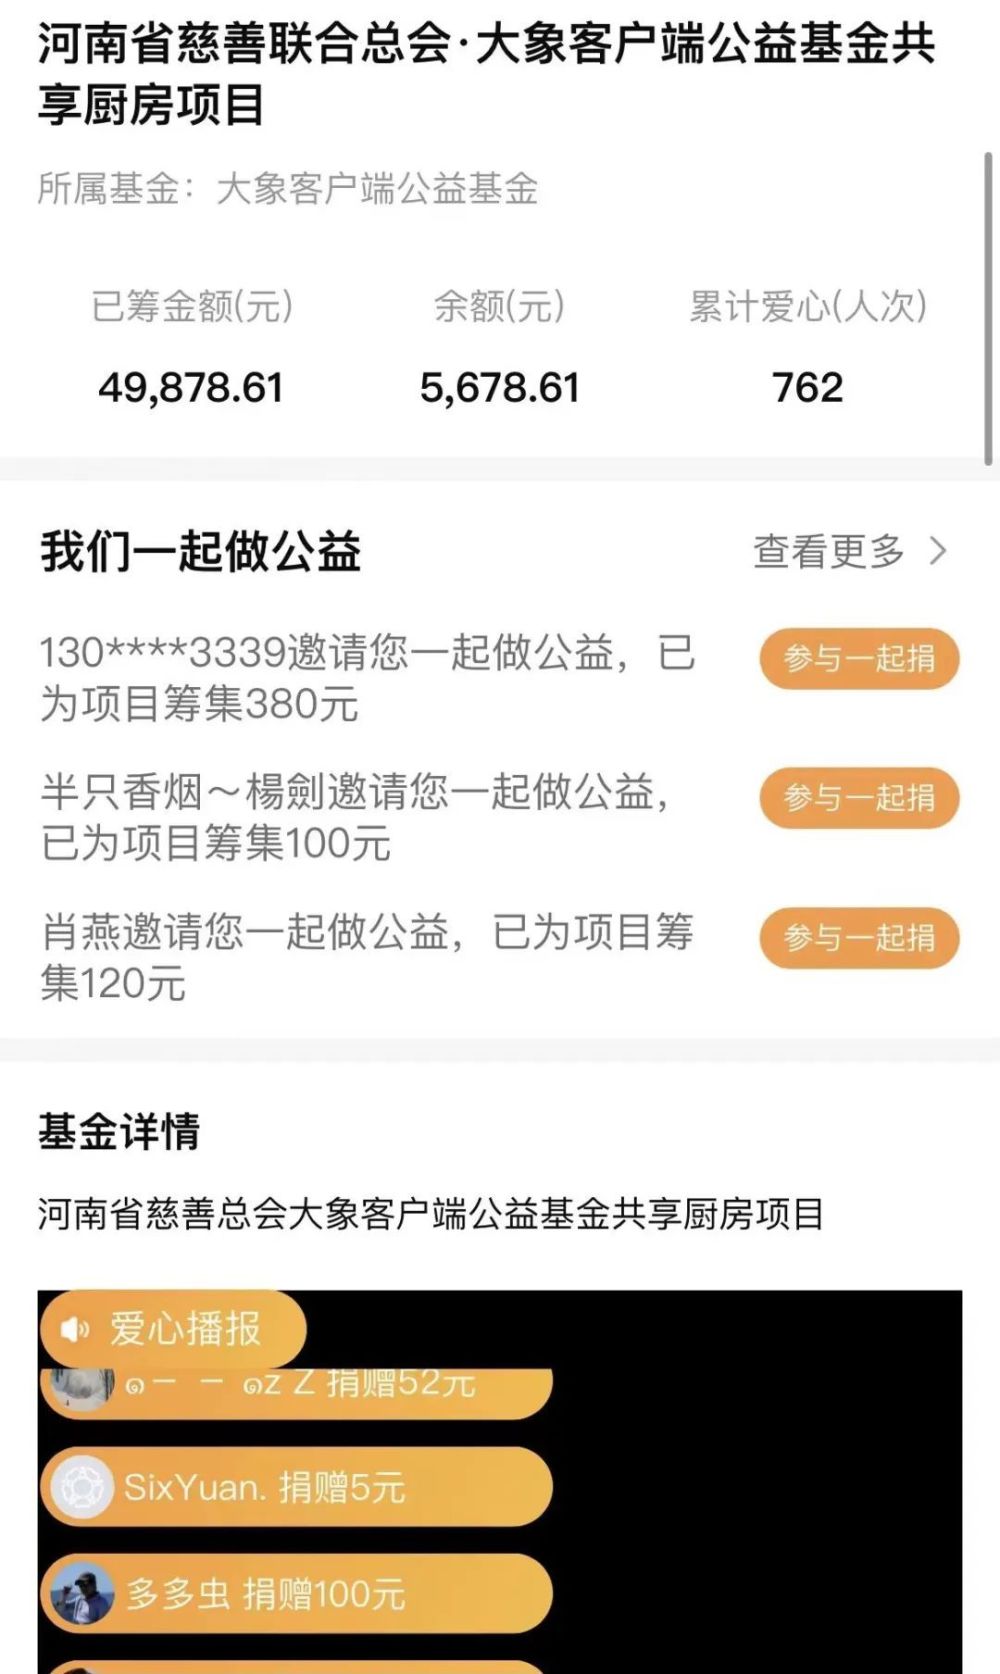 河南省慈善联合总会·大象客户端公益基金共
享厨房项目
所属基金：大象客户端公益基金
已筹金额(元)
余额(元)
累计爱心(人次)
49,878.61
5,678.61
762
我们一起做公益
查看更多
130****3339邀请您一起做公益，已
为项目筹集380元
参与一起捐
半只香烟～楊劍邀请您一起做公益，
已为项目筹集100元
参与一起捐
肖燕邀请您一起做公益，已为项目筹
集120元
参与一起捐
基金详情
河南省慈善总会大象客户端公益基金共享厨房项目
爱心播报
๑一 一 ๑z Z 捐赠52元
SixYuan. 捐赠5元
多多虫 捐赠100元